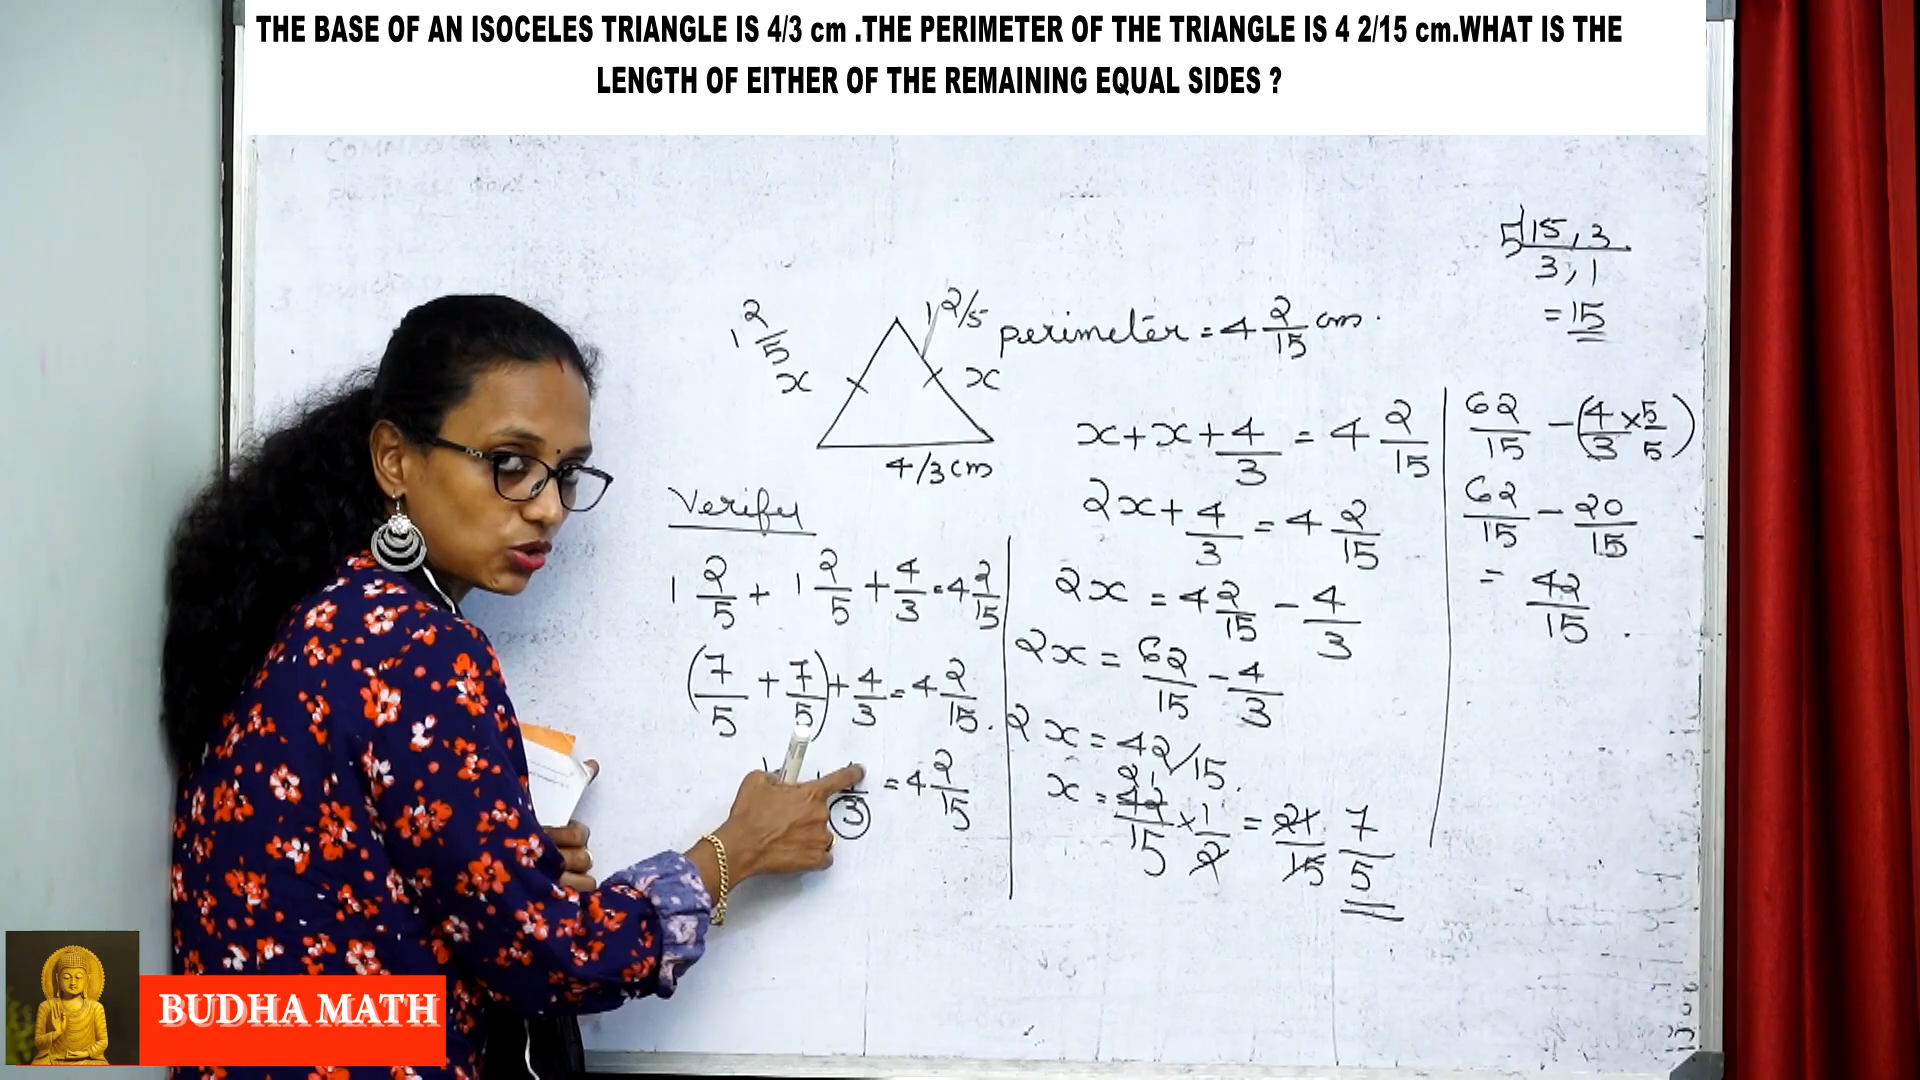 THE BASE OF AN ISOCELES TRIANGLE IS 4/3 cm .THE PERIMETER OF THE TRIANGLE IS 4 2/15 cm.WHAT IS THE
LENGTH OF EITHER OF THE REMAINING EQUAL SIDES ?
5 | 15, 3
3, 1
= 15
1 2/5
x
1 2/5
x
4/3 cm
perimeter = 4 2/15 cm.
x + x + 4/3 = 4 2/15
2x + 4/3 = 4 2/15
2x = 4 2/15 - 4/3
2x = 62/15 - 4/3
2x = 42/15.
x = 42/15 × 1/2 = 21/15 7/5
21
62/15 - (4/3 × 5/5)
62/15 - 20/15
= 42/15.
Verify
1 2/5 + 1 2/5 + 4/3 = 4 2/15
(7/5 + 7/5) + 4/3 = 4 2/15.
3 = 4 2/15
BUDHA MATH